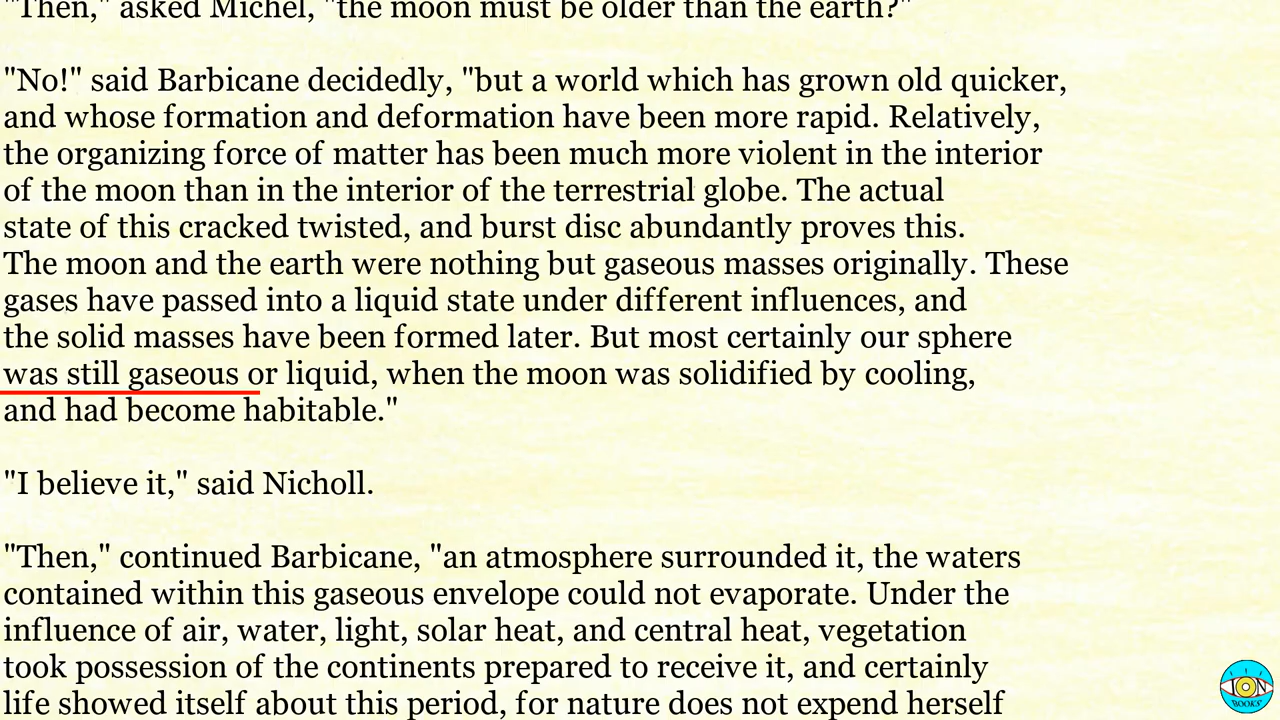 "Then," asked Michel, "the moon must be older than the earth?"
"No!" said Barbicane decidedly, "but a world which has grown old quicker,
and whose formation and deformation have been more rapid. Relatively,
the organizing force of matter has been much more violent in the interior
of the moon than in the interior of the terrestrial globe. The actual
state of this cracked twisted, and burst disc abundantly proves this.
The moon and the earth were nothing but gaseous masses originally. These
gases have passed into a liquid state under different influences, and
the solid masses have been formed later. But most certainly our sphere
was still gaseous or liquid, when the moon was solidified by cooling,
and had become habitable."
"I believe it," said Nicholl.
"Then," continued Barbicane, "an atmosphere surrounded it, the waters
contained within this gaseous envelope could not evaporate. Under the
influence of air, water, light, solar heat, and central heat, vegetation
took possession of the continents prepared to receive it, and certainly
life showed itself about this period, for nature does not expend herself
ION
BOOKS